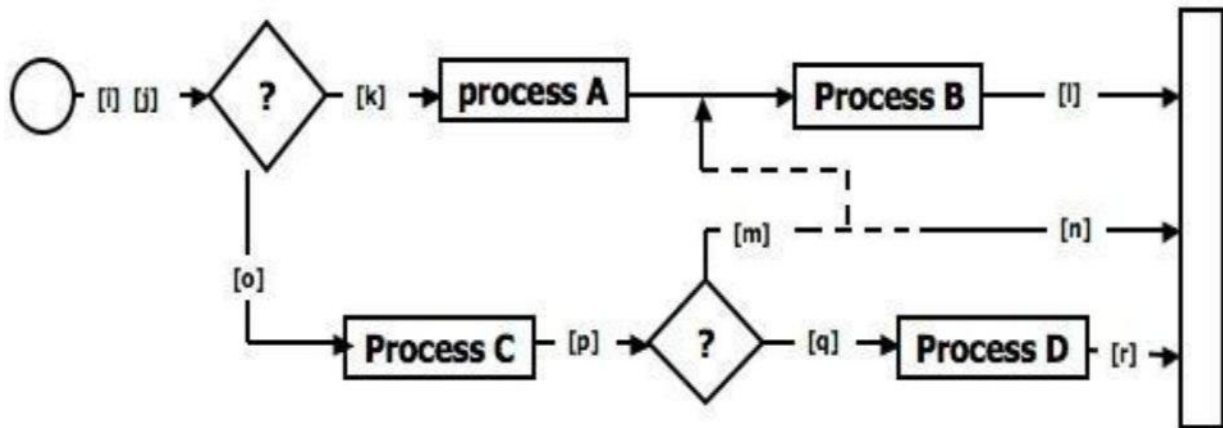 [i] [j] ? [k] process A Process B [l]
[m] [n]
[o]
Process C [p] ? [q] Process D [r]